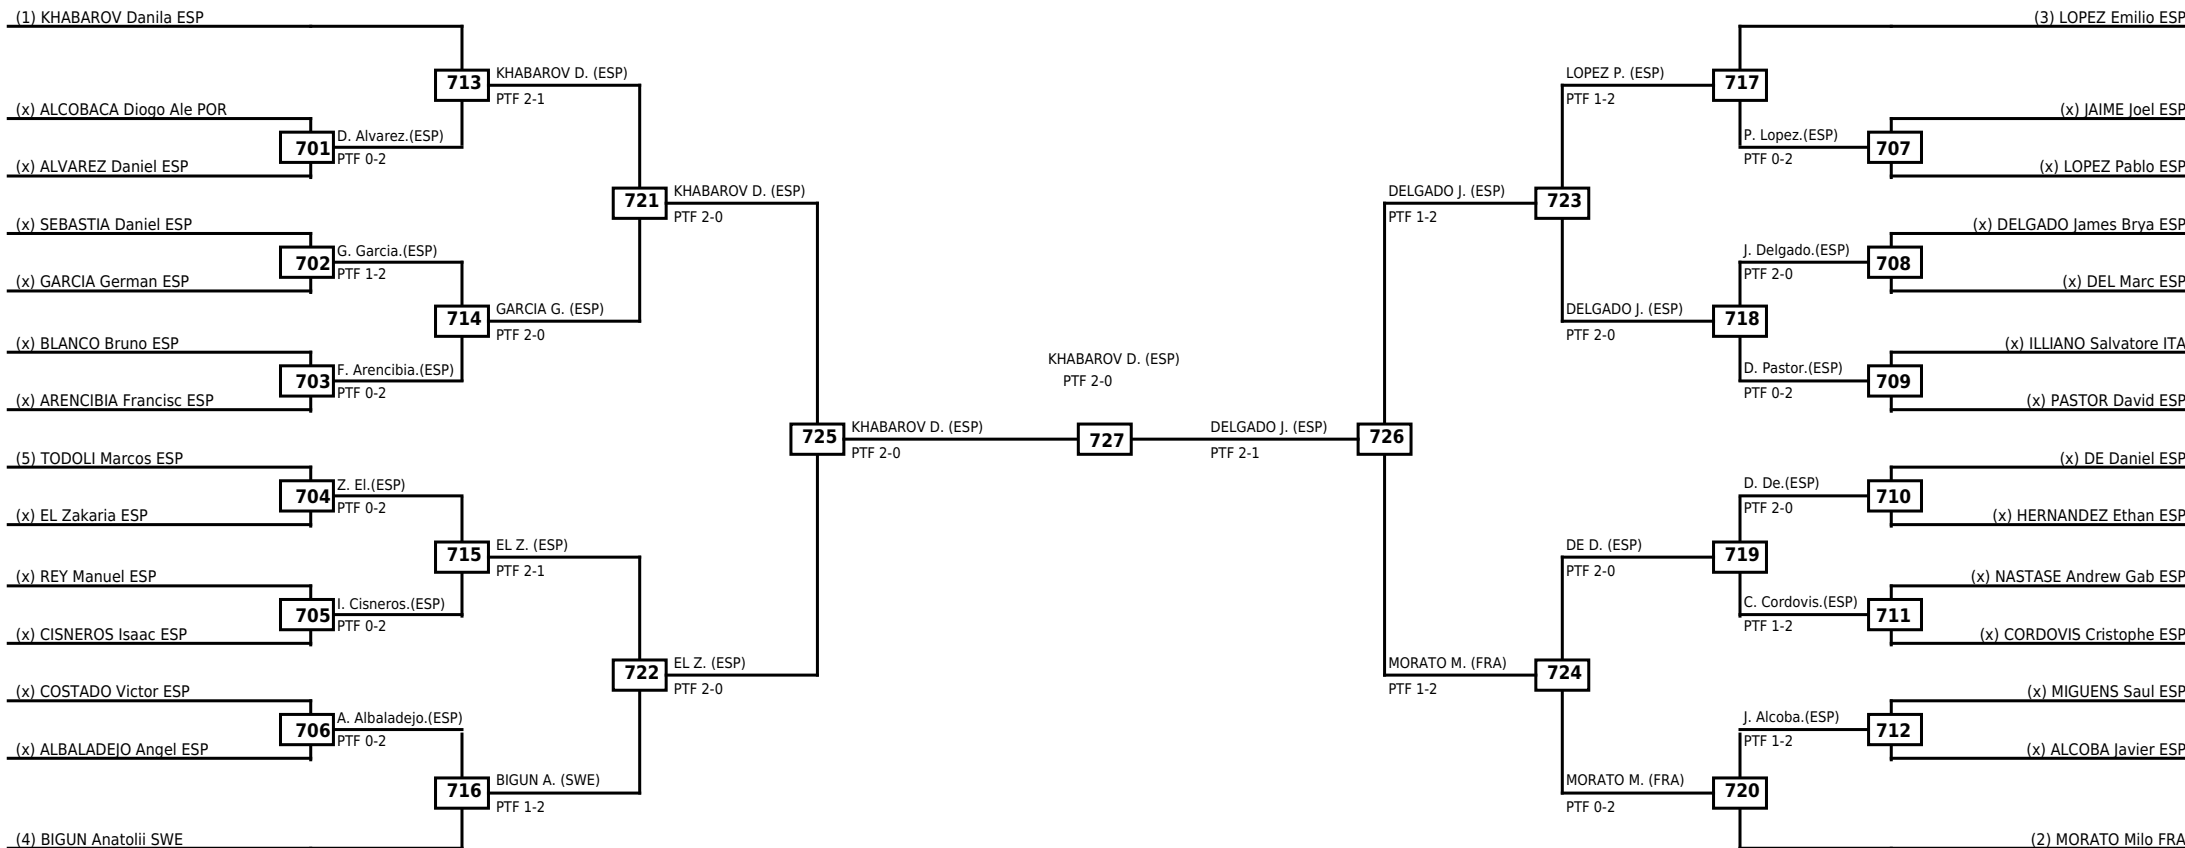 (1) KHABAROV Danila ESP
(x) ALCOBACA Diogo Ale POR
(x) ALVAREZ Daniel ESP
(x) SEBASTIA Daniel ESP
(x) GARCIA German ESP
(x) BLANCO Bruno ESP
(x) ARENCIBIA Francisc ESP
(5) TODOLI Marcos ESP
(x) EL Zakaria ESP
(x) REY Manuel ESP
(x) CISNEROS Isaac ESP
(x) COSTADO Victor ESP
(x) ALBALADEJO Angel ESP
(4) BIGUN Anatolii SWE
701
D. Alvarez.(ESP)
PTF 0-2
702
G. Garcia.(ESP)
PTF 1-2
703
F. Arencibia.(ESP)
PTF 0-2
704
Z. El.(ESP)
PTF 0-2
705
I. Cisneros.(ESP)
PTF 0-2
706
A. Albaladejo.(ESP)
PTF 0-2
713
KHABAROV D. (ESP)
PTF 2-1
714
GARCIA G. (ESP)
PTF 2-0
715
EL Z. (ESP)
PTF 2-1
716
BIGUN A. (SWE)
PTF 1-2
721
KHABAROV D. (ESP)
PTF 2-0
722
EL Z. (ESP)
PTF 2-0
725
KHABAROV D. (ESP)
PTF 2-0
KHABAROV D. (ESP)
PTF 2-0
727
DELGADO J. (ESP)
PTF 2-1
726
DELGADO J. (ESP)
PTF 1-2
723
MORATO M. (FRA)
PTF 1-2
724
LOPEZ P. (ESP)
PTF 1-2
717
DELGADO J. (ESP)
PTF 2-0
718
DE D. (ESP)
PTF 2-0
719
MORATO M. (FRA)
PTF 0-2
720
P. Lopez.(ESP)
PTF 0-2
707
J. Delgado.(ESP)
PTF 2-0
708
D. Pastor.(ESP)
PTF 0-2
709
D. De.(ESP)
PTF 2-0
710
C. Cordovis.(ESP)
PTF 1-2
711
J. Alcoba.(ESP)
PTF 1-2
712
(3) LOPEZ Emilio ESP
(x) JAIME Joel ESP
(x) LOPEZ Pablo ESP
(x) DELGADO James Brya ESP
(x) DEL Marc ESP
(x) ILLIANO Salvatore ITA
(x) PASTOR David ESP
(x) DE Daniel ESP
(x) HERNANDEZ Ethan ESP
(x) NASTASE Andrew Gab ESP
(x) CORDOVIS Cristophe ESP
(x) MIGUENS Saul ESP
(x) ALCOBA Javier ESP
(2) MORATO Milo FRA